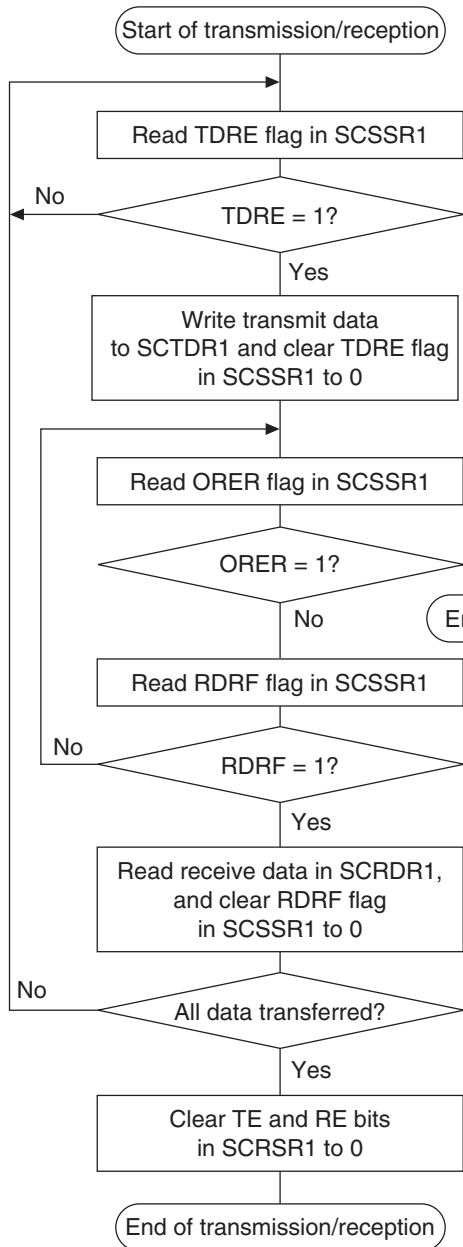 Start of transmission/reception
Read TDRE flag in SCSSR1
No
TDRE = 1?
Yes
Write transmit data
to SCTDR1 and clear TDRE flag
in SCSSR1 to 0
Read ORER flag in SCSSR1
ORER = 1?
No
Read RDRF flag in SCSSR1
No
RDRF = 1?
Yes
Read receive data in SCRDR1,
and clear RDRF flag
in SCSSR1 to 0
No
All data transferred?
Yes
Clear TE and RE bits
in SCRSR1 to 0
End of transmission/reception